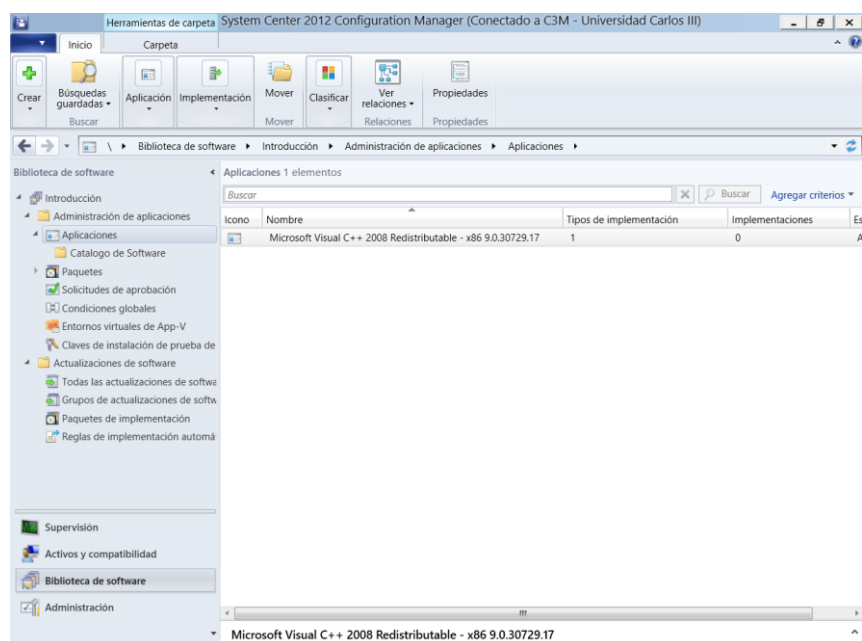 Herramientas de carpeta System Center 2012 Configuration Manager (Conectado a C3M - Universidad Carlos III)
Inicio Carpeta
Crear Búsquedas guardadas Aplicación Implementación Mover Clasificar Ver relaciones Propiedades
Buscar Mover Relaciones Propiedades
\ Biblioteca de software Introducción Administración de aplicaciones Aplicaciones
Biblioteca de software
Introducción
Administración de aplicaciones
Aplicaciones
Catalogo de Software
Paquetes
Solicitudes de aprobación
Condiciones globales
Entornos virtuales de App-V
Claves de instalación de prueba de
Actualizaciones de software
Todas las actualizaciones de softwa
Grupos de actualizaciones de softw
Paquetes de implementación
Reglas de implementación automá
Supervisión
Activos y compatibilidad
Biblioteca de software
Administración
Aplicaciones 1 elementos
Buscar Buscar Agregar criterios
Icono Nombre Tipos de implementación Implementaciones Es
Microsoft Visual C++ 2008 Redistributable - x86 9.0.30729.17 1 0 A
Microsoft Visual C++ 2008 Redistributable - x86 9.0.30729.17